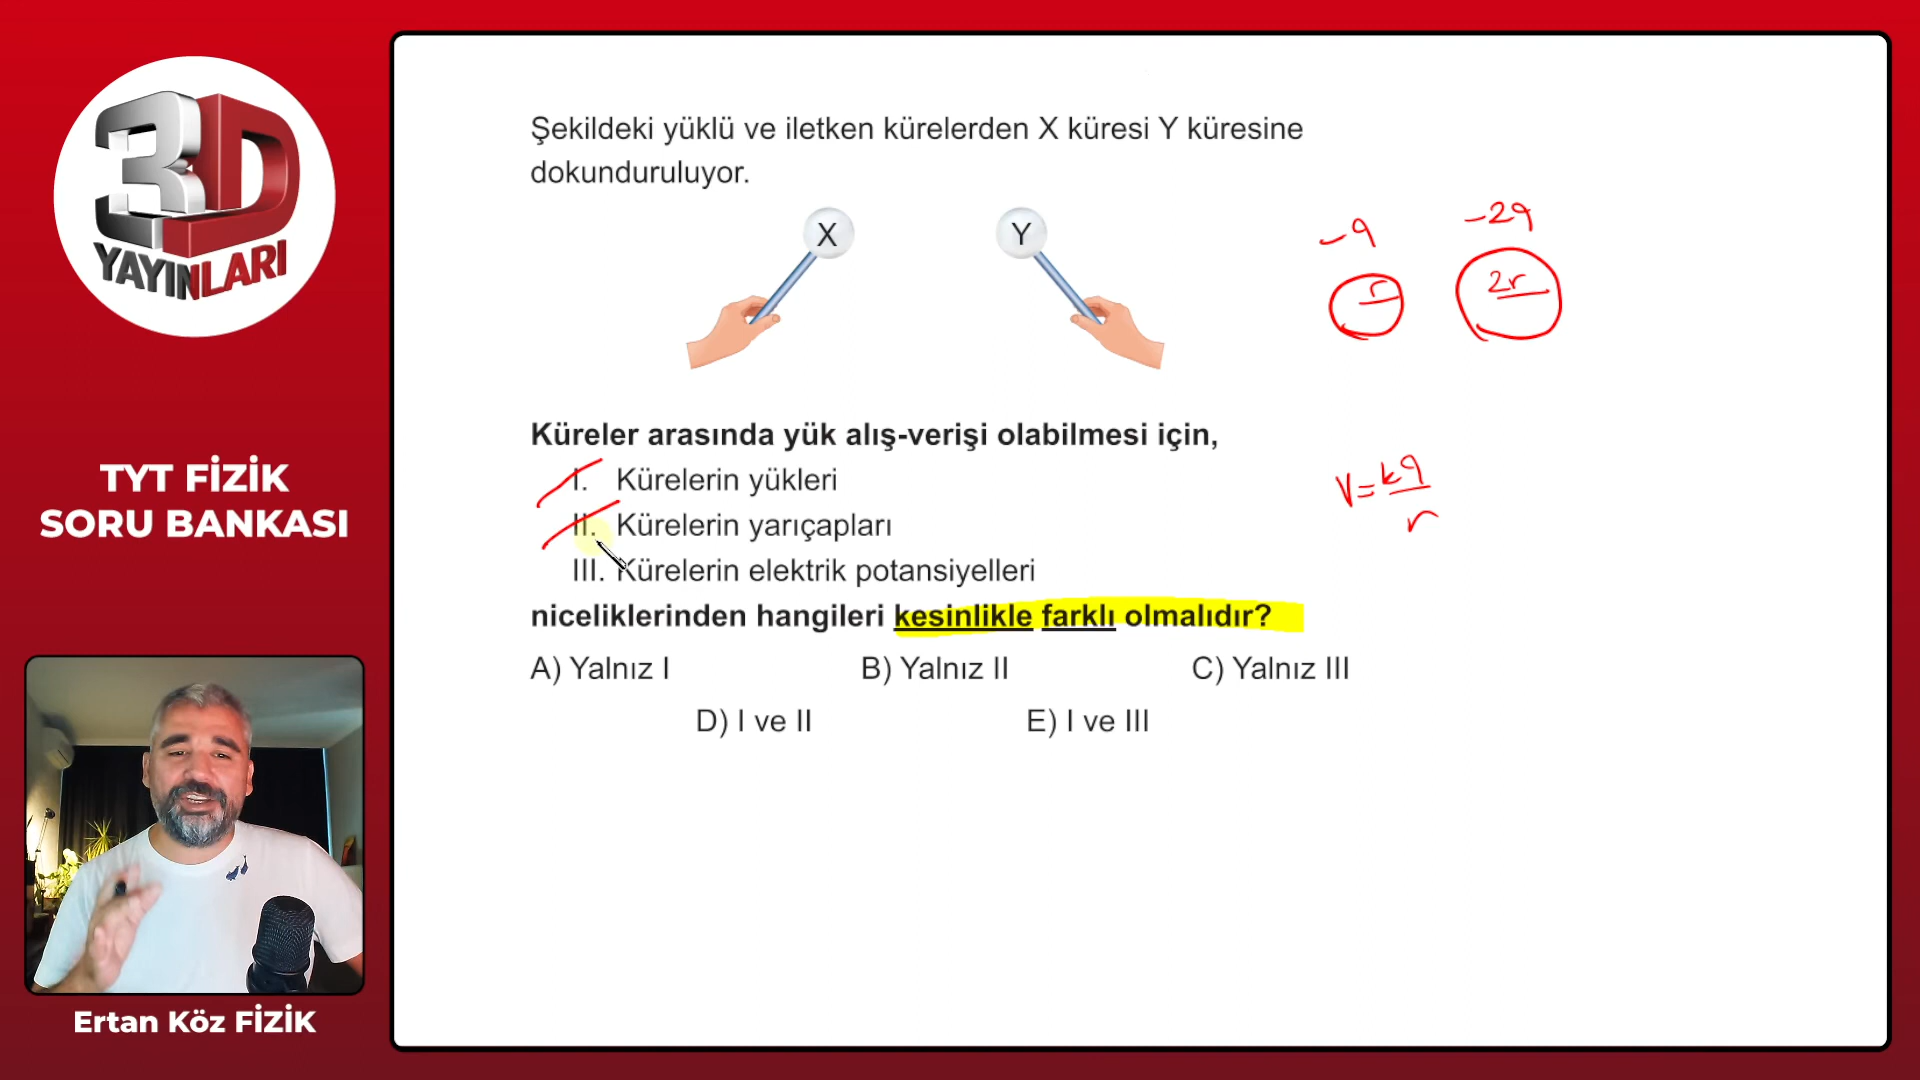 3D
YAYINLARI
TYT FİZİK
SORU BANKASI
Ertan Köz FİZİK
Şekildeki yüklü ve iletken kürelerden X küresi Y küresine
dokunduruluyor.
X
Y
-q
-2q
r
2r
Küreler arasında yük alış-verişi olabilmesi için,
I. Kürelerin yükleri
II. Kürelerin yarıçapları
III. Kürelerin elektrik potansiyelleri
V=kq/r
niceliklerinden hangileri kesinlikle farklı olmalıdır?
A) Yalnız I B) Yalnız II C) Yalnız III
D) I ve II E) I ve III